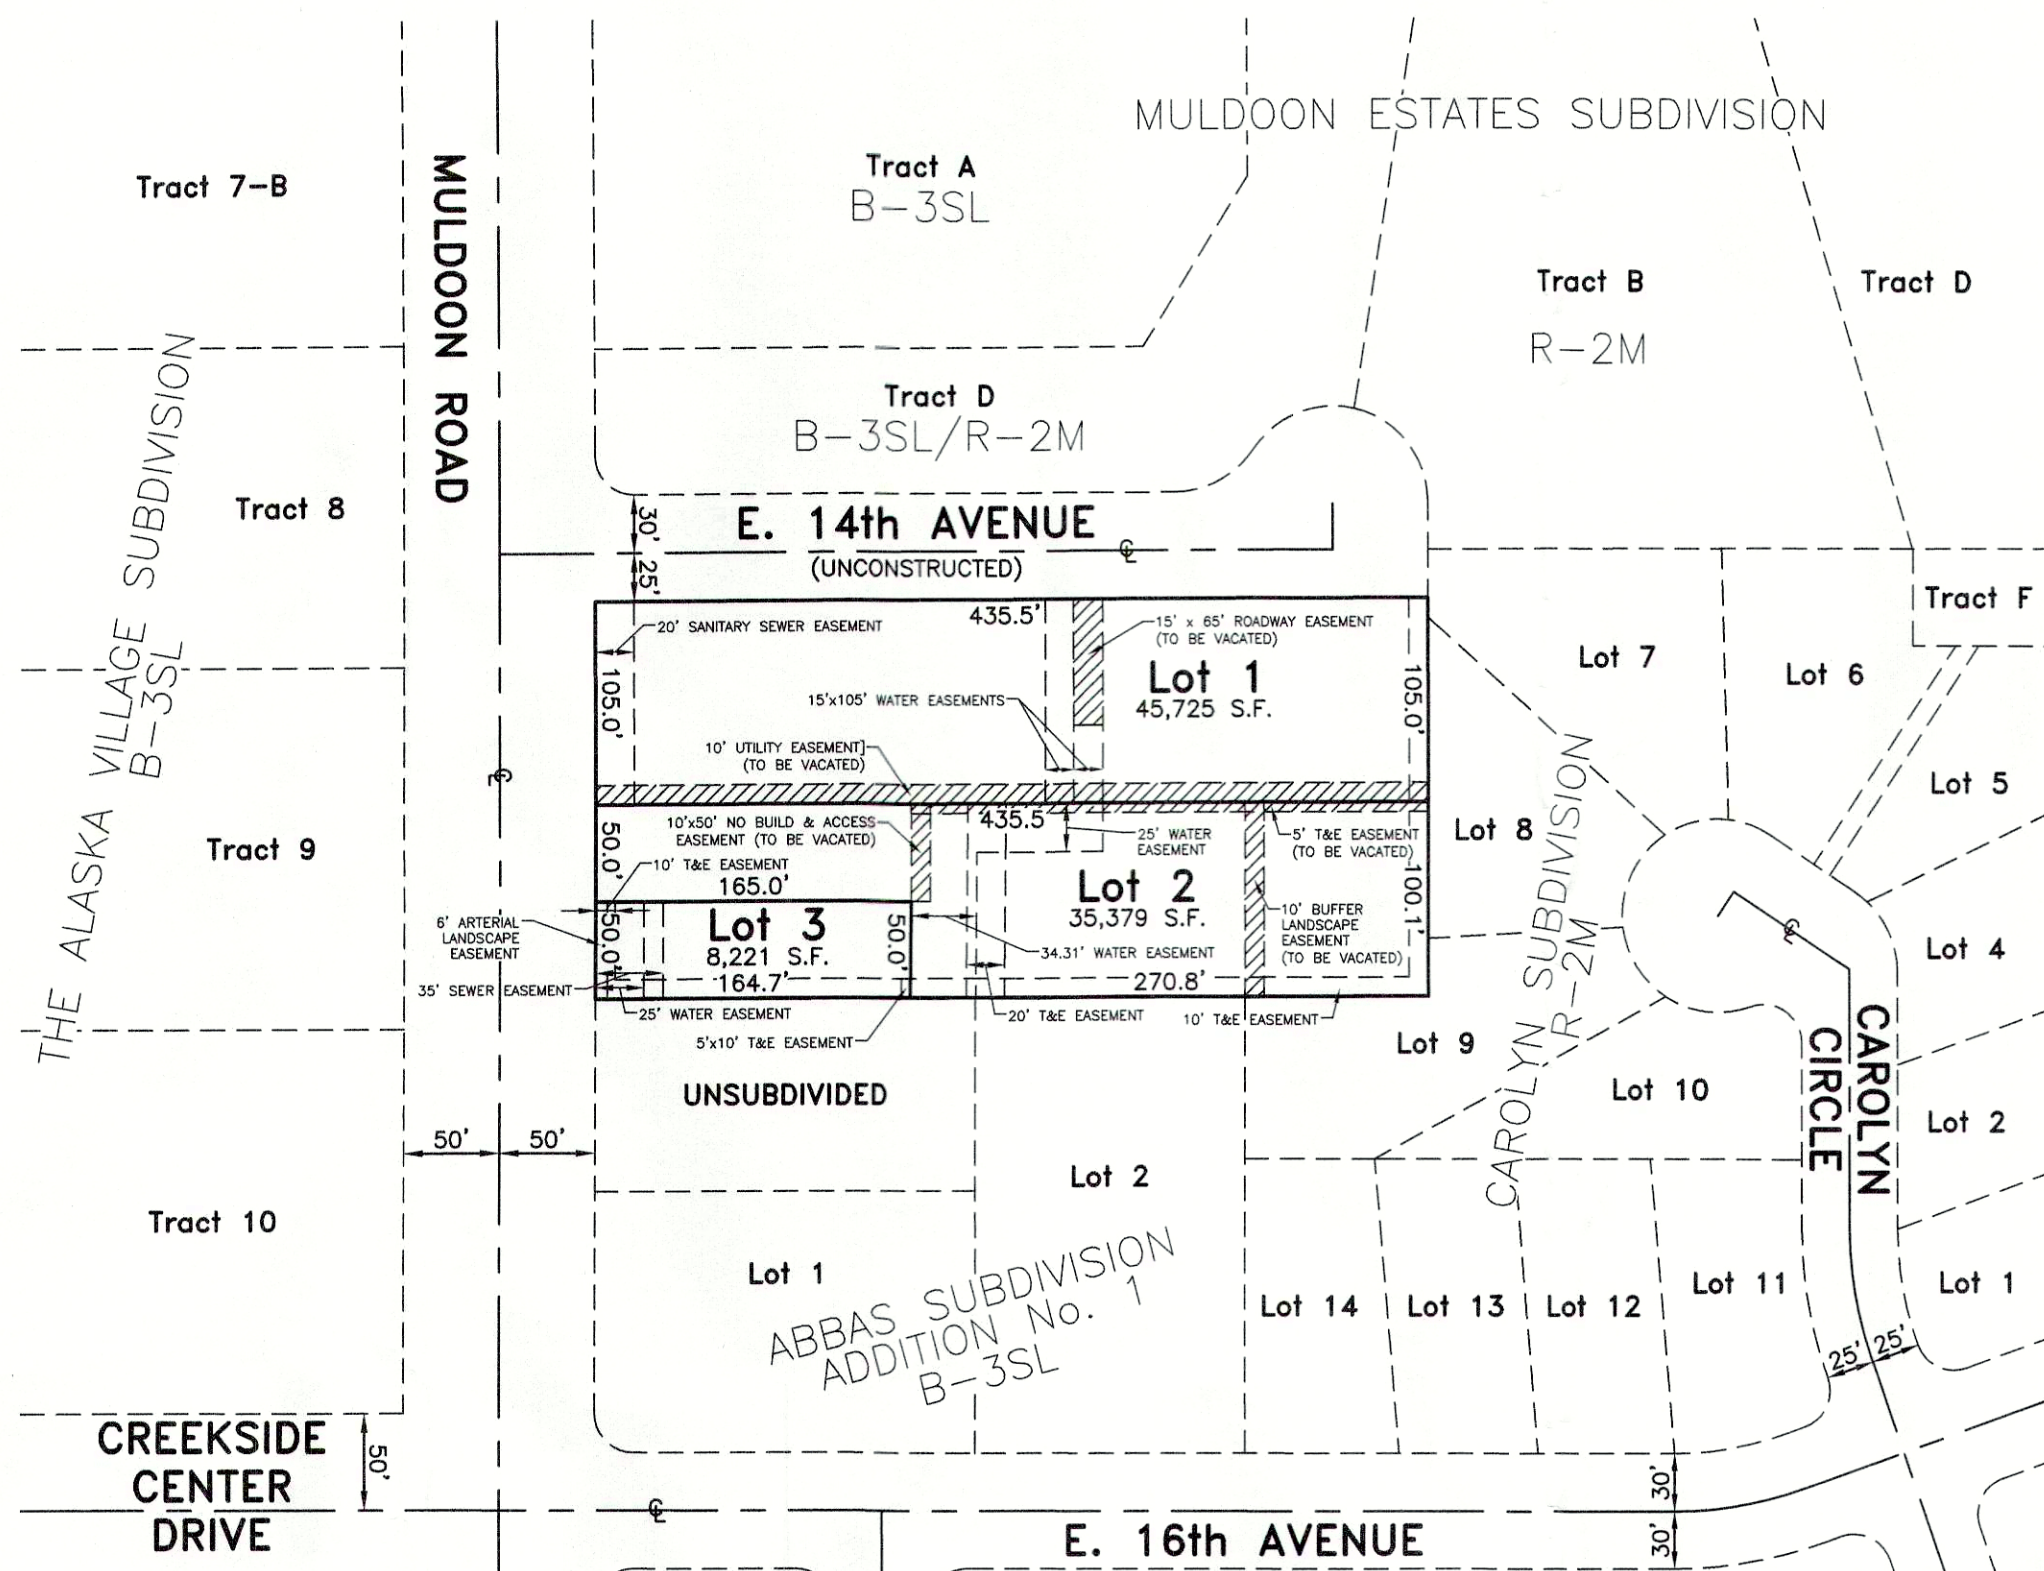 MULDOON ESTATES SUBDIVISION
Tract A
B-3SL
Tract 7-B
MULDOON ROAD
Tract B
R-2M
Tract D
Tract D
B-3SL/R-2M
Tract 8
THE ALASKA VILLAGE SUBDIVISION
B-3SL
30'
E. 14th AVENUE
(UNCONSTRUCTED)
℄
25'
435.5'
20' SANITARY SEWER EASEMENT
15' x 65' ROADWAY EASEMENT
(TO BE VACATED)
Tract F
Lot 7
Lot 6
Lot 1
45,725 S.F.
105.0'
105.0'
15'x105' WATER EASEMENTS
10' UTILITY EASEMENT]
(TO BE VACATED)
℄
Lot 5
435.5
10'x50' NO BUILD & ACCESS
EASEMENT (TO BE VACATED)
25' WATER
EASEMENT
5' T&E EASEMENT
(TO BE VACATED)
Lot 8
Tract 9
50.0'
10' T&E EASEMENT
165.0'
Lot 2
35,379 S.F.
100.1'
6' ARTERIAL
LANDSCAPE
EASEMENT
50.0'
Lot 3
8,221 S.F.
50.0'
164.7'
34.31' WATER EASEMENT
10' BUFFER
LANDSCAPE
EASEMENT
(TO BE VACATED)
270.8'
℄
Lot 4
35' SEWER EASEMENT
25' WATER EASEMENT
20' T&E EASEMENT
10' T&E EASEMENT
5'x10' T&E EASEMENT
CAROLYN SUBDIVISION
R-2M
Lot 9
Lot 10
CAROLYN
CIRCLE
UNSUBDIVIDED
50'
50'
Lot 2
Lot 2
Tract 10
Lot 1
ABBAS SUBDIVISION
ADDITION No. 1
B-3SL
Lot 14
Lot 13
Lot 12
Lot 11
Lot 1
25'
25'
CREEKSIDE
CENTER
DRIVE
50'
℄
E. 16th AVENUE
30'
30'